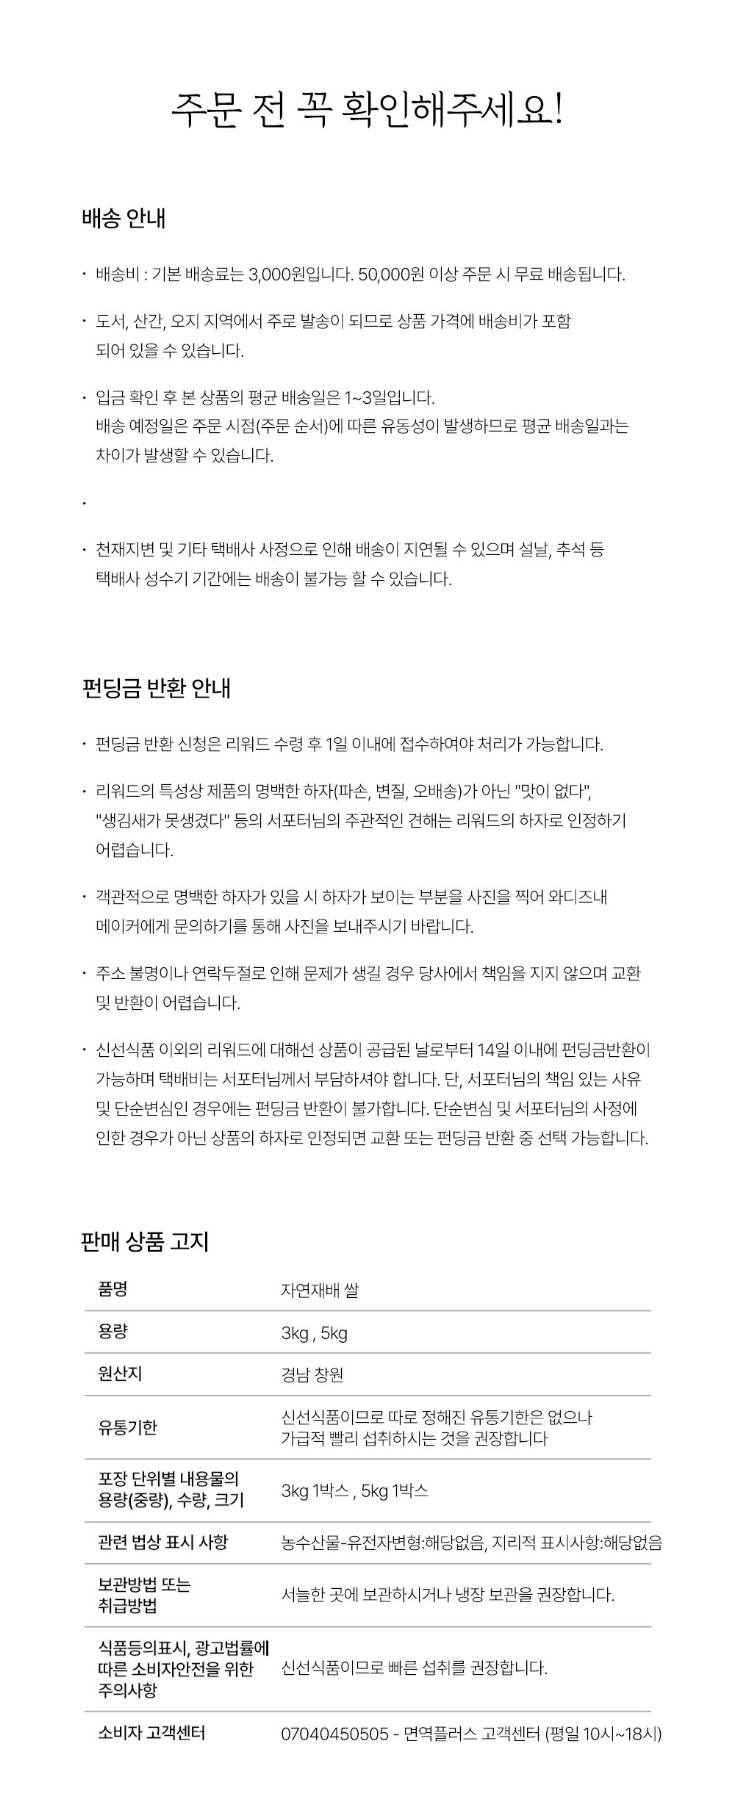 주문 전 꼭 확인해주세요!
배송 안내
· 배송비 : 기본 배송료는 3,000원입니다. 50,000원 이상 주문 시 무료 배송됩니다.
· 도서, 산간, 오지 지역에서 주로 발송이 되므로 상품 가격에 배송비가 포함
되어 있을 수 있습니다.
· 입금 확인 후 본 상품의 평균 배송일은 1~3일입니다.
배송 예정일은 주문 시점(주문 순서)에 따른 유동성이 발생하므로 평균 배송일과는
차이가 발생할 수 있습니다.
·
· 천재지변 및 기타 택배사 사정으로 인해 배송이 지연될 수 있으며 설날, 추석 등
택배사 성수기 기간에는 배송이 불가능 할 수 있습니다.
펀딩금 반환 안내
· 펀딩금 반환 신청은 리워드 수령 후 1일 이내에 접수하여야 처리가 가능합니다.
· 리워드의 특성상 제품의 명백한 하자(파손, 변질, 오배송)가 아닌 "맛이 없다",
"생김새가 못생겼다" 등의 서포터님의 주관적인 견해는 리워드의 하자로 인정하기
어렵습니다.
· 객관적으로 명백한 하자가 있을 시 하자가 보이는 부분을 사진을 찍어 와디즈내
메이커에게 문의하기를 통해 사진을 보내주시기 바랍니다.
· 주소 불명이나 연락두절로 인해 문제가 생길 경우 당사에서 책임을 지지 않으며 교환
및 반환이 어렵습니다.
· 신선식품 이외의 리워드에 대해선 상품이 공급된 날로부터 14일 이내에 펀딩금반환이
가능하며 택배비는 서포터님께서 부담하셔야 합니다. 단, 서포터님의 책임 있는 사유
및 단순변심인 경우에는 펀딩금 반환이 불가합니다. 단순변심 및 서포터님의 사정에
인한 경우가 아닌 상품의 하자로 인정되면 교환 또는 펀딩금 반환 중 선택 가능합니다.
판매 상품 고지
품명 자연재배 쌀
용량 3kg , 5kg
원산지 경남 창원
유통기한 신선식품이므로 따로 정해진 유통기한은 없으나
가급적 빨리 섭취하시는 것을 권장합니다
포장 단위별 내용물의
용량(중량), 수량, 크기 3kg 1박스 , 5kg 1박스
관련 법상 표시 사항 농수산물-유전자변형:해당없음, 지리적 표시사항:해당없음
보관방법 또는
취급방법 서늘한 곳에 보관하시거나 냉장 보관을 권장합니다.
식품등의표시, 광고법률에
따른 소비자안전을 위한 신선식품이므로 빠른 섭취를 권장합니다.
주의사항
소비자 고객센터 07040450505 - 면역플러스 고객센터 (평일 10시~18시)